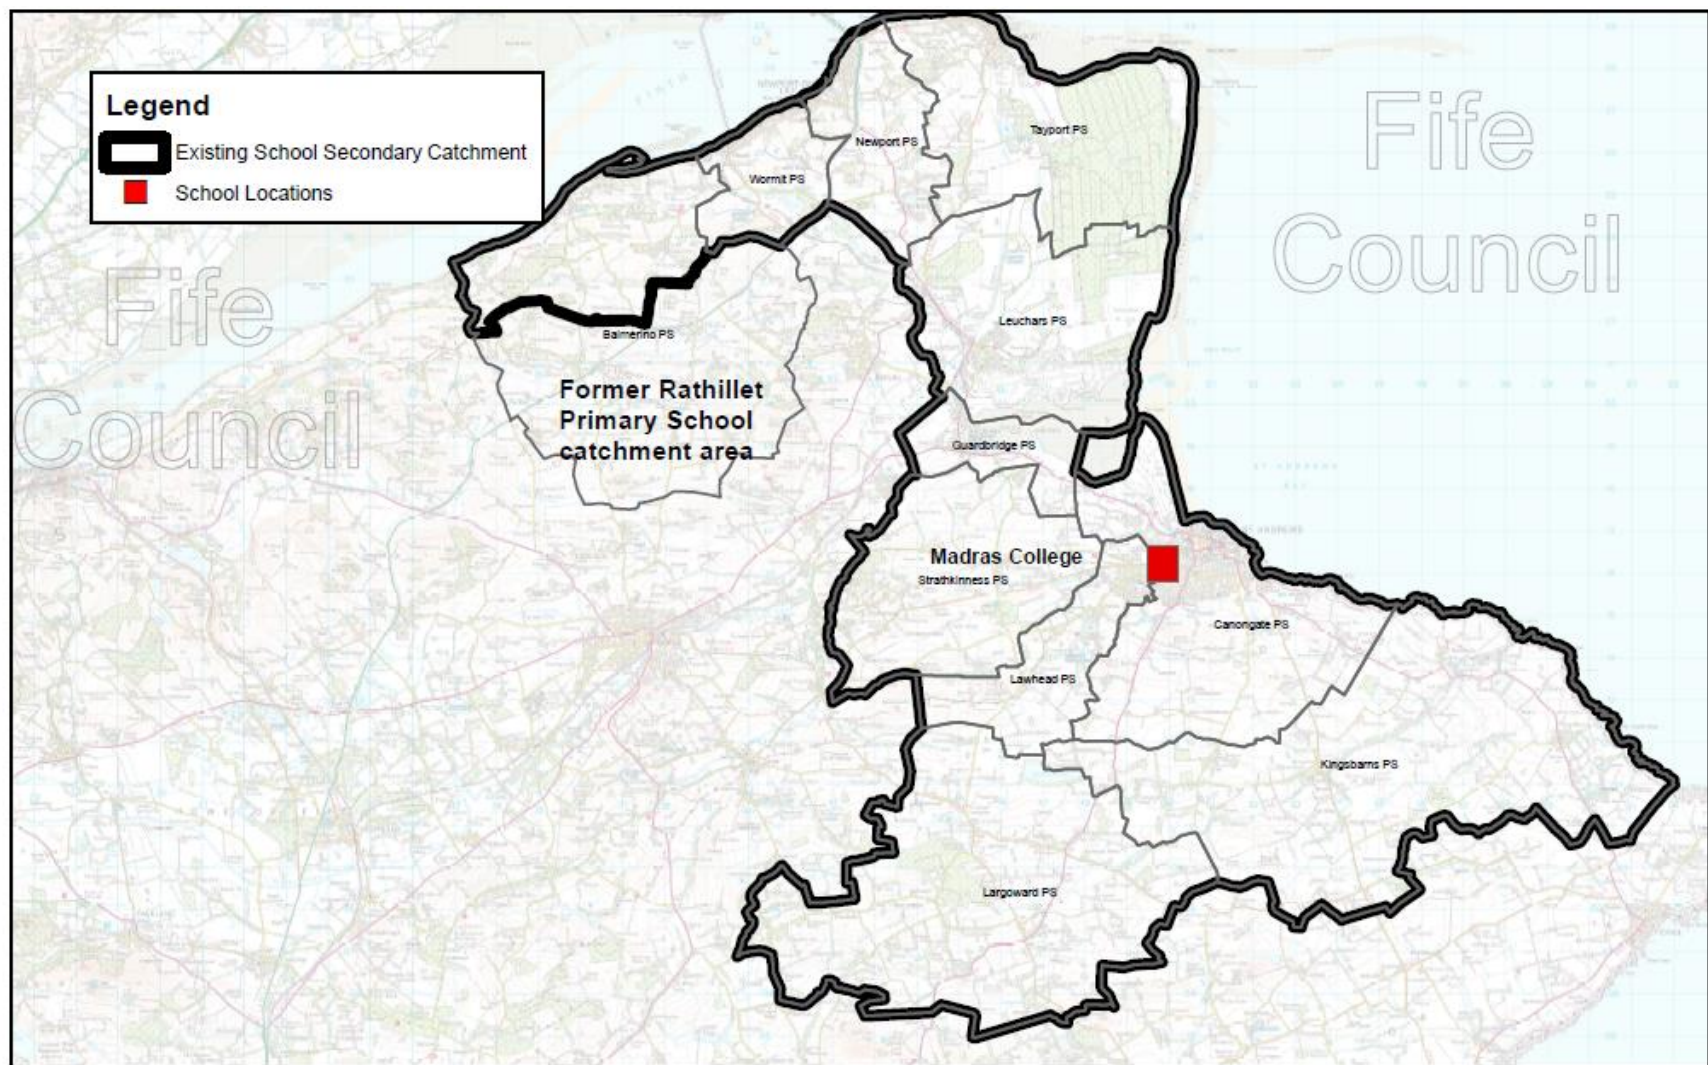 Legend
Existing School Secondary Catchment
School Locations
Fife
Council
Fife
Council
Tayport PS
Newport PS
Wormit PS
Leuchars PS
Balmerino PS
Former Rathillet
Primary School
catchment area
Guardbridge PS
Madras College
Strathkinness PS
Canongate PS
Lawhead PS
Kingsbarns PS
Largoward PS